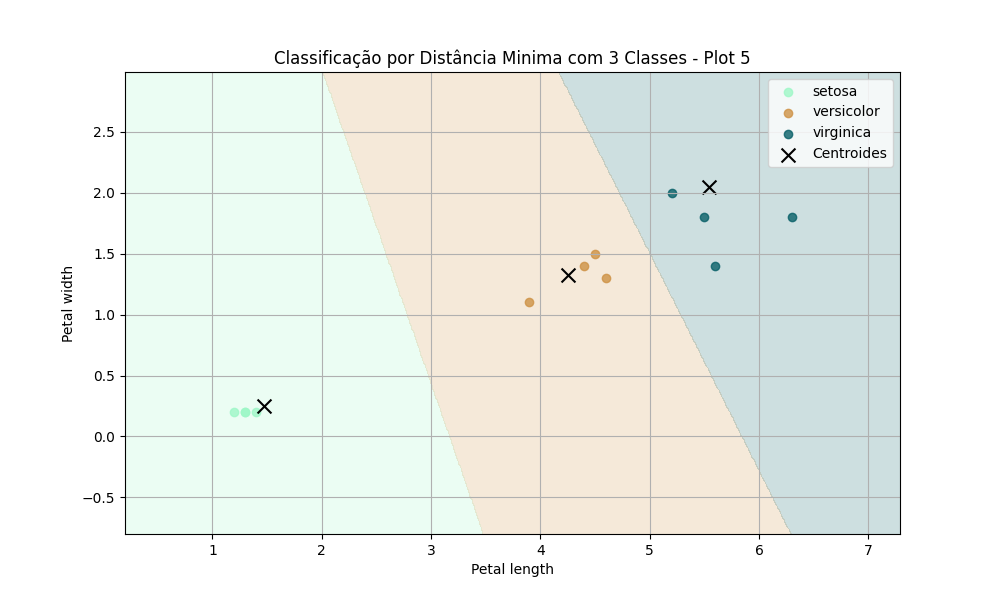 Classificação por Distância Minima com 3 Classes - Plot 5
setosa
versicolor
virginica
Centroides
Petal width
2.5
2.0
1.5
1.0
0.5
0.0
−0.5
1 2 3 4 5 6 7
Petal length